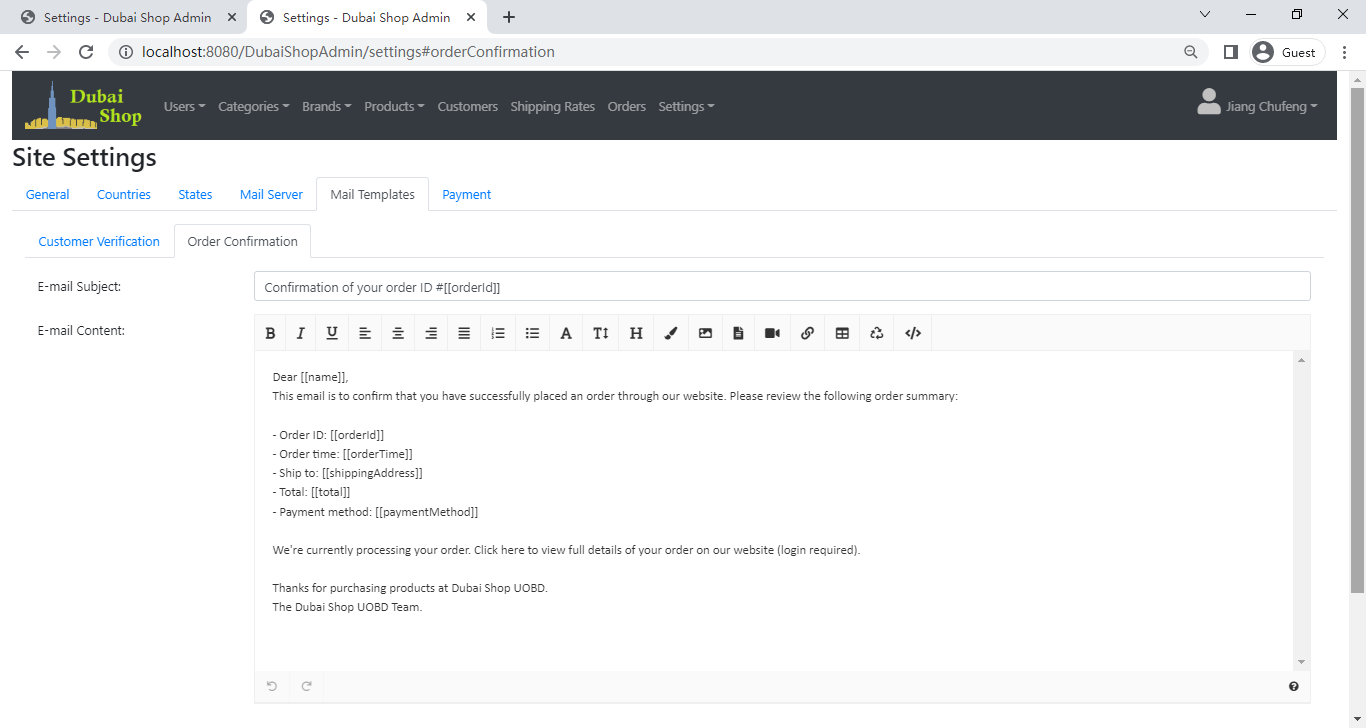 Settings - Dubai Shop Admin
Settings - Dubai Shop Admin
localhost:8080/DubaiShopAdmin/settings#orderConfirmation
Guest
Dubai
Shop
Users
Categories
Brands
Products
Customers
Shipping Rates
Orders
Settings
Jiang Chufeng
Site Settings
General
Countries
States
Mail Server
Mail Templates
Payment
Customer Verification
Order Confirmation
E-mail Subject:
Confirmation of your order ID #[[orderId]]
E-mail Content:
Dear [[name]],
This email is to confirm that you have successfully placed an order through our website. Please review the following order summary:
- Order ID: [[orderId]]
- Order time: [[orderTime]]
- Ship to: [[shippingAddress]]
- Total: [[total]]
- Payment method: [[paymentMethod]]
We're currently processing your order. Click here to view full details of your order on our website (login required).
Thanks for purchasing products at Dubai Shop UOBD.
The Dubai Shop UOBD Team.